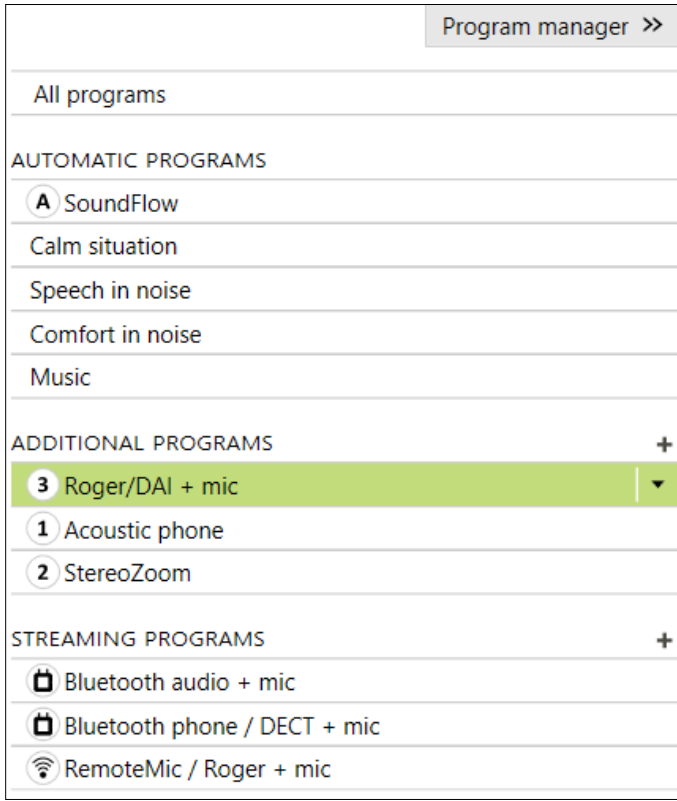 Program manager
All programs
AUTOMATIC PROGRAMS
A SoundFlow
Calm situation
Speech in noise
Comfort in noise
Music
ADDITIONAL PROGRAMS +
3 Roger/DAI + mic
1 Acoustic phone
2 StereoZoom
STREAMING PROGRAMS +
Bluetooth audio + mic
Bluetooth phone / DECT + mic
RemoteMic / Roger + mic